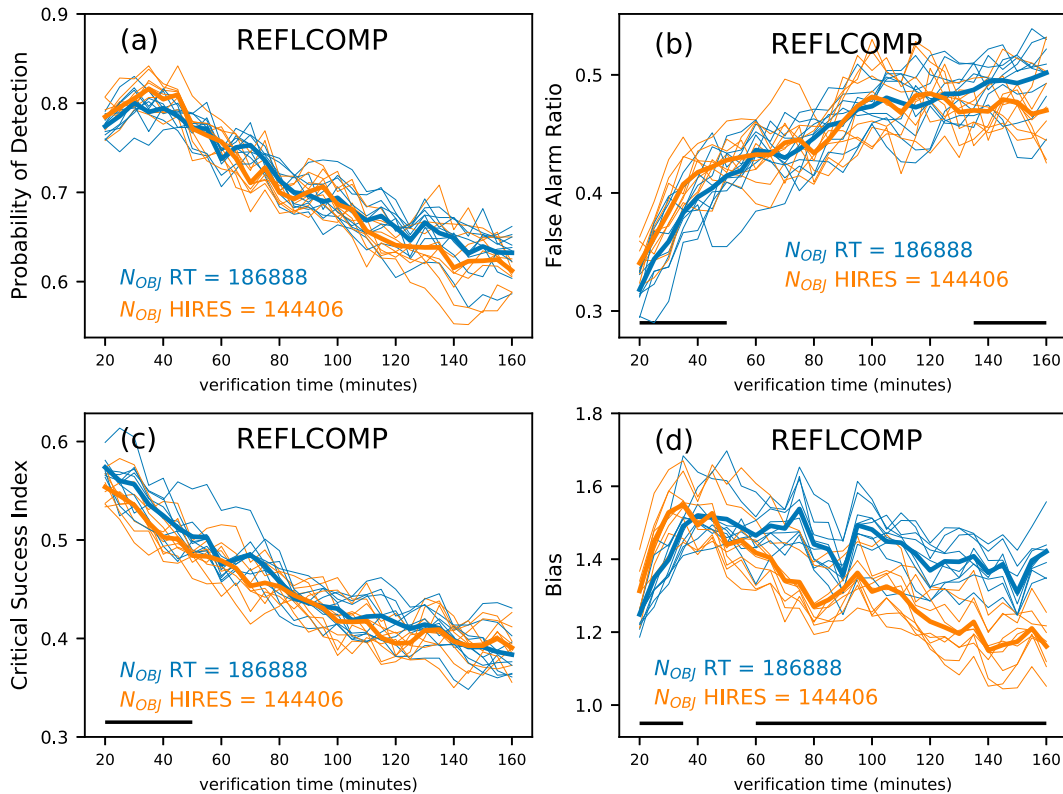 (a) REFLCOMP
Probability of Detection
0.9
0.8
0.7
0.6
N_OBJ RT = 186888
N_OBJ HIRES = 144406
20 40 60 80 100 120 140 160
verification time (minutes)
(b) REFLCOMP
False Alarm Ratio
0.5
0.4
0.3
N_OBJ RT = 186888
N_OBJ HIRES = 144406
20 40 60 80 100 120 140 160
verification time (minutes)
(c) REFLCOMP
Critical Success Index
0.6
0.5
0.4
0.3
N_OBJ RT = 186888
N_OBJ HIRES = 144406
20 40 60 80 100 120 140 160
verification time (minutes)
(d) REFLCOMP
Bias
1.8
1.6
1.4
1.2
1.0
N_OBJ RT = 186888
N_OBJ HIRES = 144406
20 40 60 80 100 120 140 160
verification time (minutes)